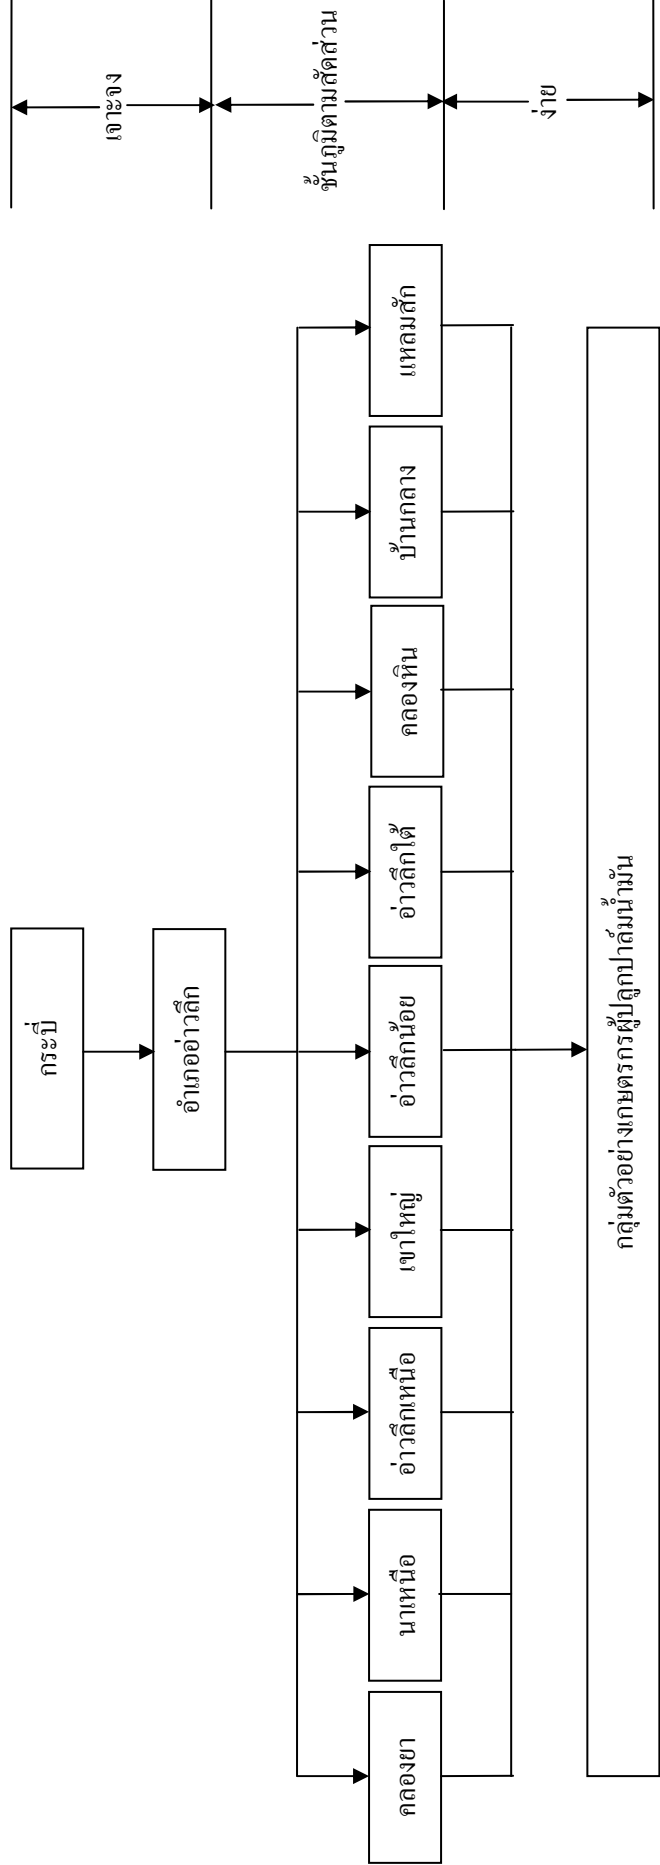 กระบี่
เจาะจง
อำเภออ่าวลึก
คลองยา
นาเหนือ
อ่าวลึกเหนือ
เขาใหญ่
อ่าวลึกน้อย
อ่าวลึกใต้
คลองหิน
บ้านกลาง
แหลมสัก
ชั้นภูมิตามสัดส่วน
ง่าย
กลุ่มตัวอย่างเกษตรกรผู้ปลูกปาล์มน้ำมัน